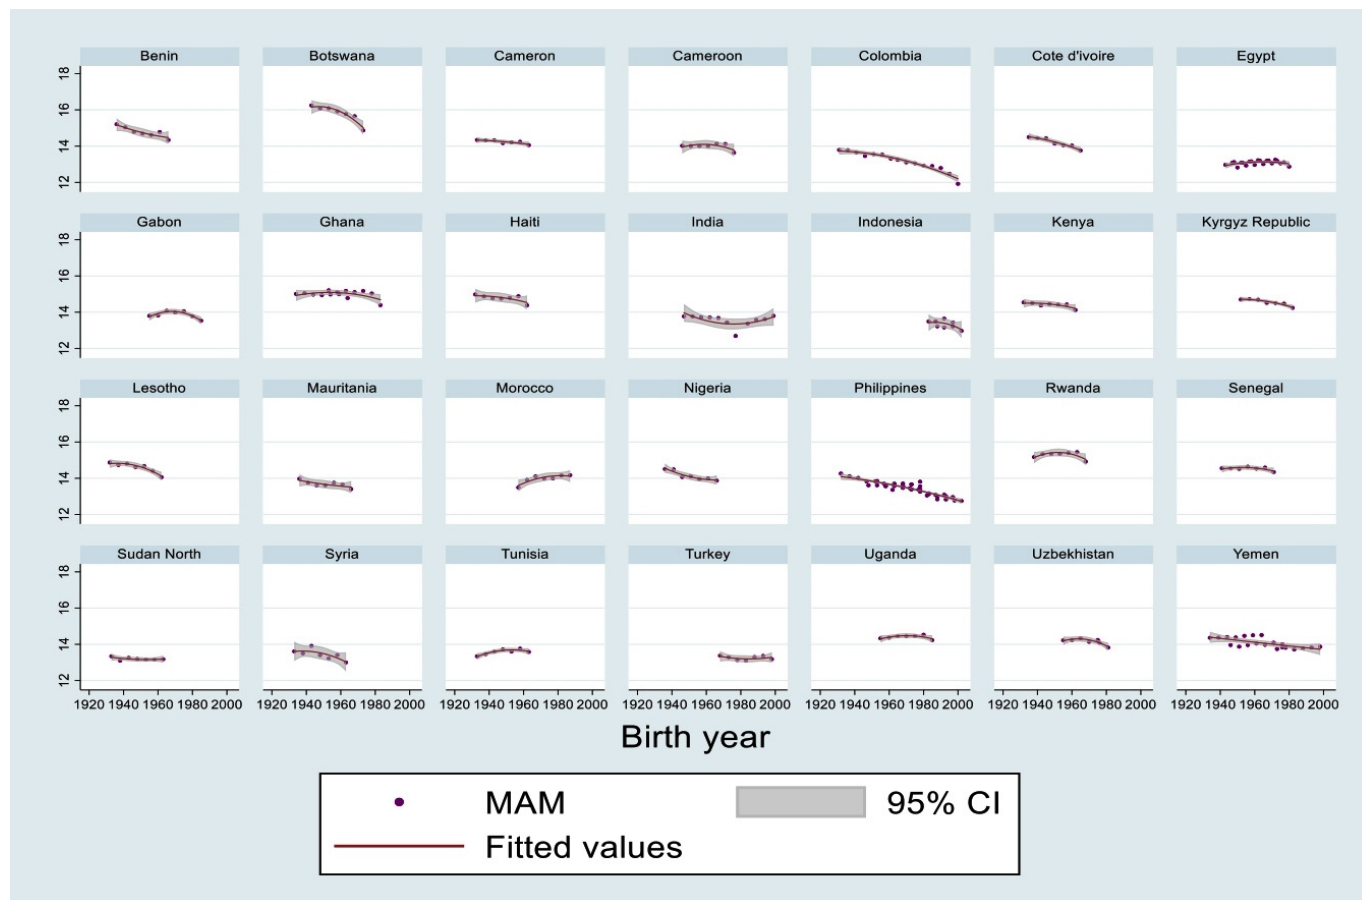 Benin Botswana Cameron Cameroon Colombia Cote d'ivoire Egypt
18
16
14
12
Gabon Ghana Haiti India Indonesia Kenya Kyrgyz Republic
18
16
14
12
Lesotho Mauritania Morocco Nigeria Philippines Rwanda Senegal
18
16
14
12
Sudan North Syria Tunisia Turkey Uganda Uzbekhistan Yemen
18
16
14
12
1920 1940 1960 1980 2000 1920 1940 1960 1980 2000 1920 1940 1960 1980 2000 1920 1940 1960 1980 2000 1920 1940 1960 1980 2000 1920 1940 1960 1980 2000 1920 1940 1960 1980 2000
Birth year
MAM 95% CI
Fitted values